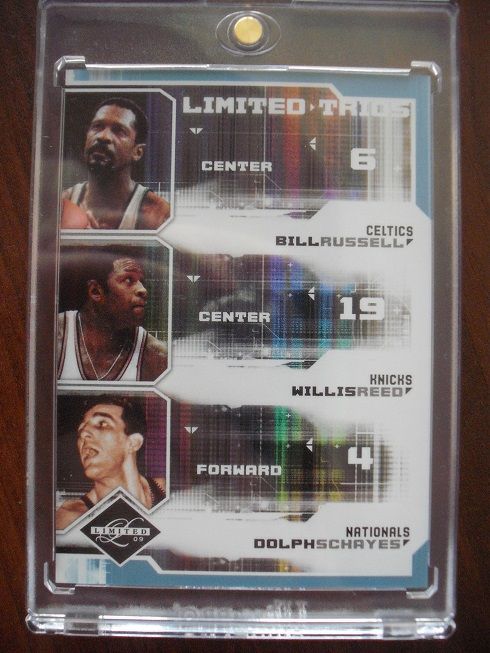 LIMITED TRIOS
CENTER
6
CELTICS
BILLRUSSELL
CENTER
19
KNICKS
WILLISREED
FORWARD
4
NATIONALS
DOLPHSCHAYES
LIMITED
09